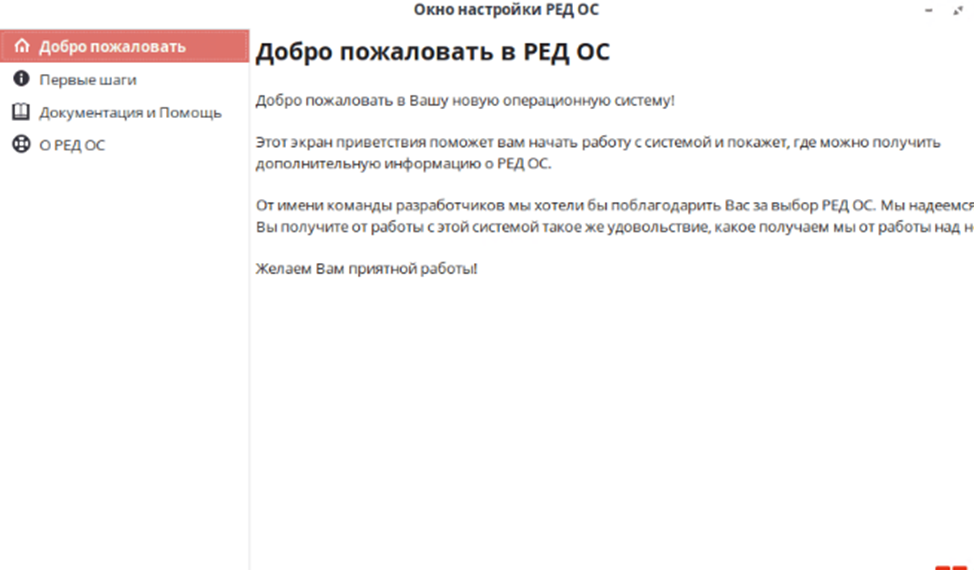 Окно настройки РЕД ОС
Добро пожаловать
Первые шаги
Документация и Помощь
О РЕД ОС
Добро пожаловать в РЕД ОС
Добро пожаловать в Вашу новую операционную систему!
Этот экран приветствия поможет вам начать работу с системой и покажет, где можно получить
дополнительную информацию о РЕД ОС.
От имени команды разработчиков мы хотели бы поблагодарить Вас за выбор РЕД ОС. Мы надеемся
Вы получите от работы с этой системой такое же удовольствие, какое получаем мы от работы над
Желаем Вам приятной работы!